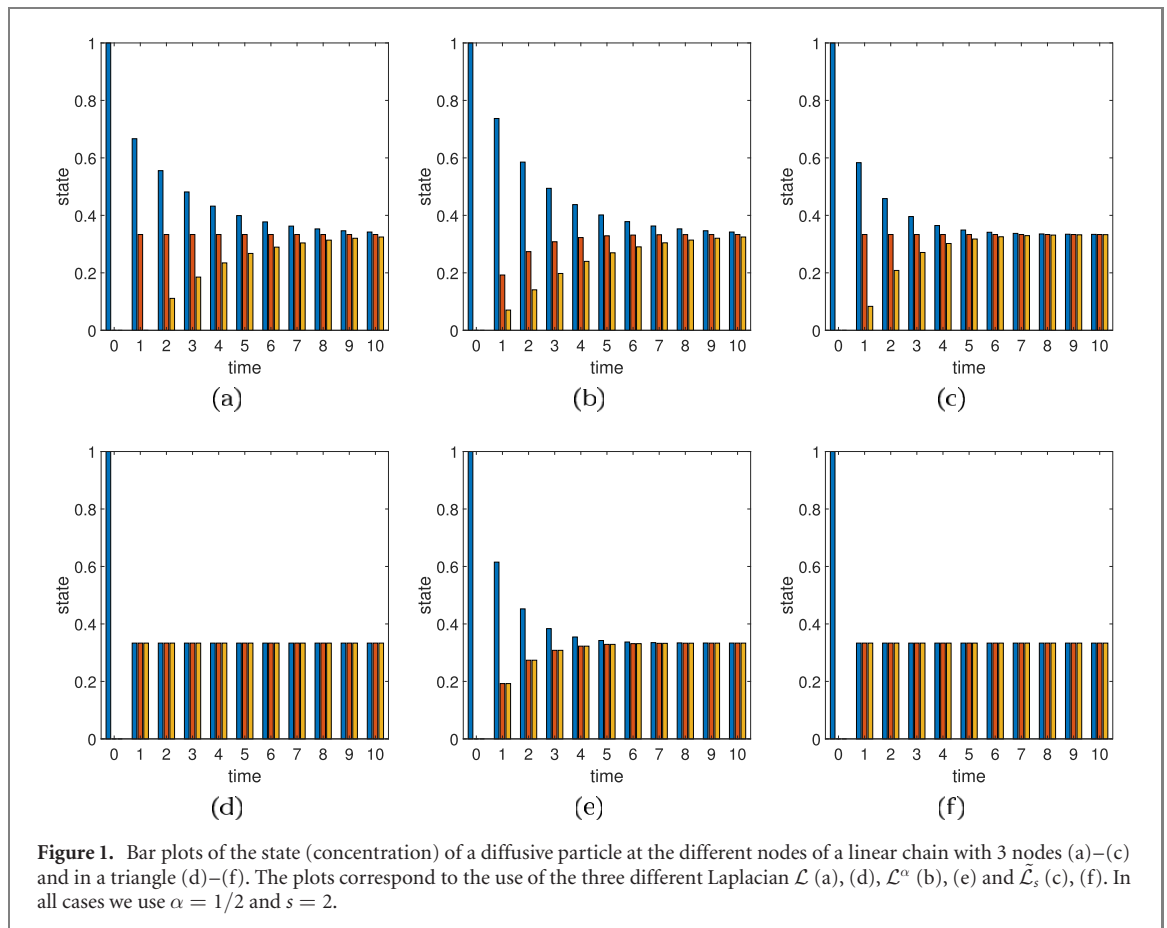 1
0.8
0.6
0.4
0.2
0
state
0 1 2 3 4 5 6 7 8 9 10
time
(a)
1
0.8
0.6
0.4
0.2
0
state
0 1 2 3 4 5 6 7 8 9 10
time
(b)
1
0.8
0.6
0.4
0.2
0
state
0 1 2 3 4 5 6 7 8 9 10
time
(c)
1
0.8
0.6
0.4
0.2
0
state
0 1 2 3 4 5 6 7 8 9 10
time
(d)
1
0.8
0.6
0.4
0.2
0
state
0 1 2 3 4 5 6 7 8 9 10
time
(e)
1
0.8
0.6
0.4
0.2
0
state
0 1 2 3 4 5 6 7 8 9 10
time
(f)
Figure 1. Bar plots of the state (concentration) of a diffusive particle at the different nodes of a linear chain with 3 nodes (a)–(c)
and in a triangle (d)–(f). The plots correspond to the use of the three different Laplacian ℒ (a), (d), ℒ^α (b), (e) and ℒ̃_s (c), (f). In
all cases we use α = 1/2 and s = 2.